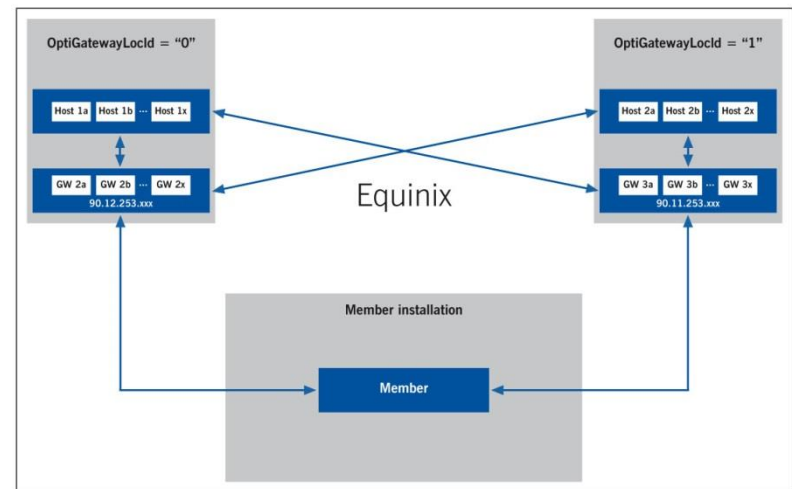 OptiGatewayLocId = “0”
OptiGatewayLocId = “1”
Host 1a Host 1b ... Host 1x
Host 2a Host 2b ... Host 2x
GW 2a GW 2b ... GW 2x
90.12.253.xxx
GW 3a GW 3b ... GW 3x
90.11.253.xxx
Equinix
Member installation
Member